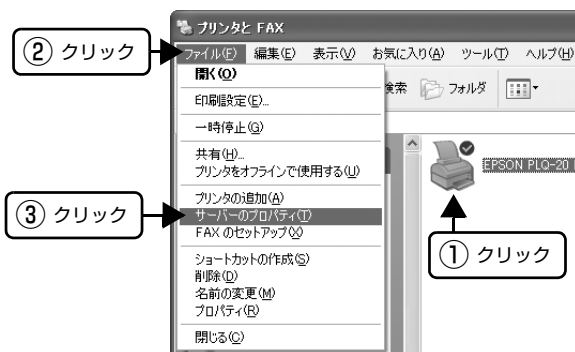 プリンタと FAX
② クリック
ファイル(F) 編集(E) 表示(V) お気に入り(A) ツール(T) ヘルプ(H)
開く(O)
検索 フォルダ
印刷設定(E)...
一時停止(G)
共有(H)...
プリンタをオフラインで使用する(U)
EPSON PLQ-20
プリンタの追加(A)
③ クリック
サーバーのプロパティ(T)
FAX のセットアップ(X)
① クリック
ショートカットの作成(S)
削除(D)
名前の変更(M)
プロパティ(R)
閉じる(C)